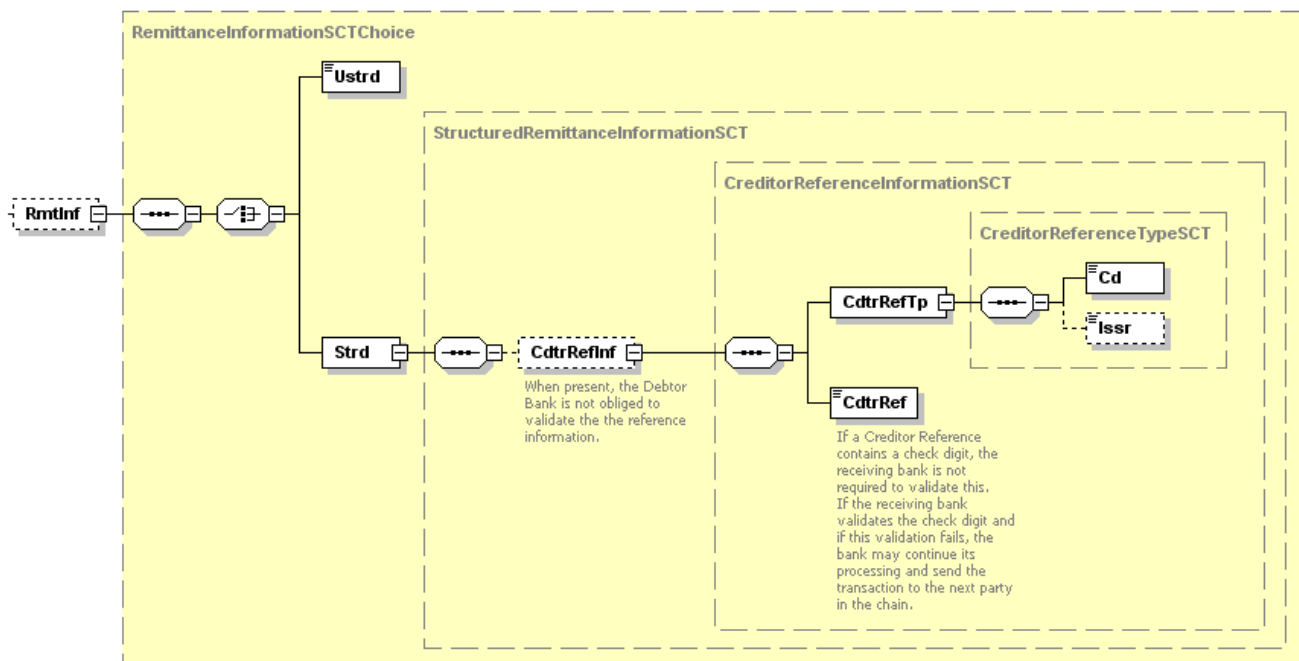 RemittanceInformationSCTChoice
Ustrd
StructuredRemittanceInformationSCT
CreditorReferenceInformationSCT
CreditorReferenceTypeSCT
RmtInf
Cd
CdtrRefTp
Issr
Strd
CdtrRefInf
When present, the Debtor
Bank is not obliged to
validate the the reference
information.
CdtrRef
If a Creditor Reference
contains a check digit, the
receiving bank is not
required to validate this.
If the receiving bank
validates the check digit and
if this validation fails, the
bank may continue its
processing and send the
transaction to the next party
in the chain.